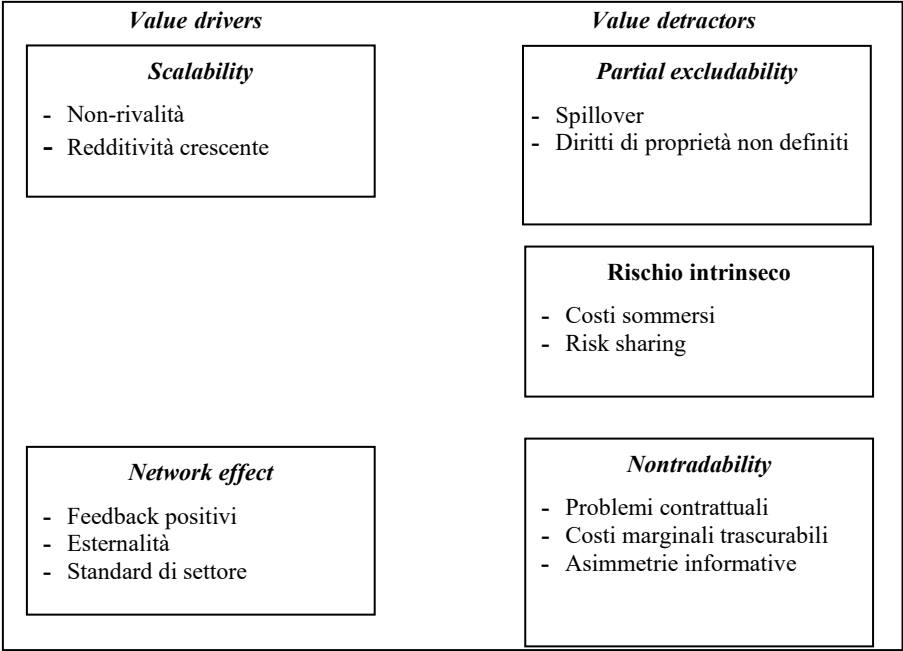 Value drivers
Value detractors
Scalability
- Non-rivalità
- Redditività crescente
Partial excludability
- Spillover
- Diritti di proprietà non definiti
Rischio intrinseco
- Costi sommersi
- Risk sharing
Network effect
- Feedback positivi
- Esternalità
- Standard di settore
Nontradability
- Problemi contrattuali
- Costi marginali trascurabili
- Asimmetrie informative